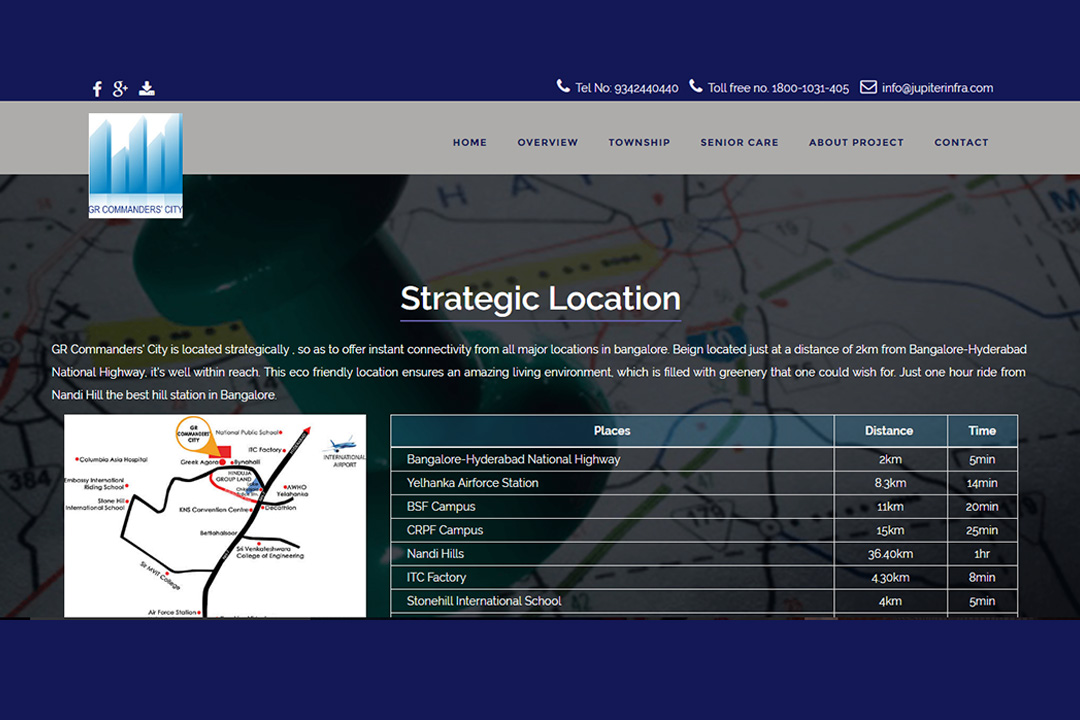 Tel No: 9342440440 Toll free no. 1800-1031-405 info@jupiterinfra.com
GR COMMANDERS' CITY
HOME OVERVIEW TOWNSHIP SENIOR CARE ABOUT PROJECT CONTACT
Strategic Location
GR Commanders' City is located strategically , so as to offer instant connectivity from all major locations in bangalore. Beign located just at a distance of 2km from Bangalore-Hyderabad
National Highway, it's well within reach. This eco friendly location ensures an amazing living environment, which is filled with greenery that one could wish for. Just one hour ride from
Nandi Hill the best hill station in Bangalore.
GR
COMMANDERS'
CITY
National Public School
ITC Factory
INTERNATIONAL
AIRPORT
Columbia Asia Hospital
Greek Agora
Bynahalli
HINDUJA
GROUP LAND
Embassy International
Riding School
Stone Hill
International School
AWHO
Yelahanka
KNS Convention Centre
Decathlon
Bettahalsoor
Sri Venkateshwara
College of Engineering
Sir MVIT College
Air Force Station
Places Distance Time
Bangalore-Hyderabad National Highway 2km 5min
Yelhanka Airforce Station 8.3km 14min
BSF Campus 11km 20min
CRPF Campus 15km 25min
Nandi Hills 36.40km 1hr
ITC Factory 4.30km 8min
Stonehill International School 4km 5min
384